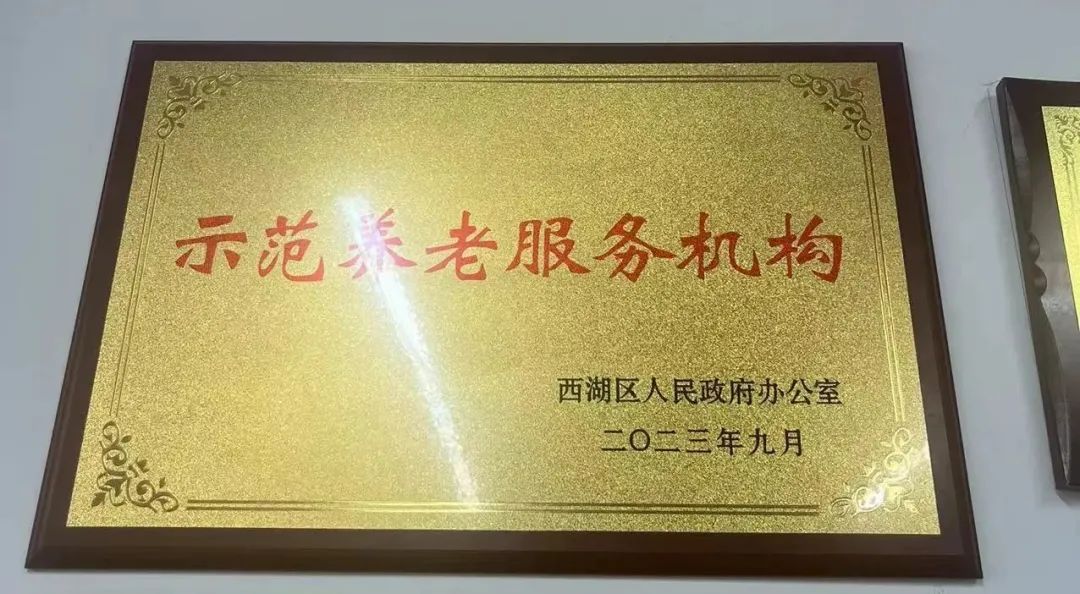 示范养老服务机构
西湖区人民政府办公室
二〇二三年九月